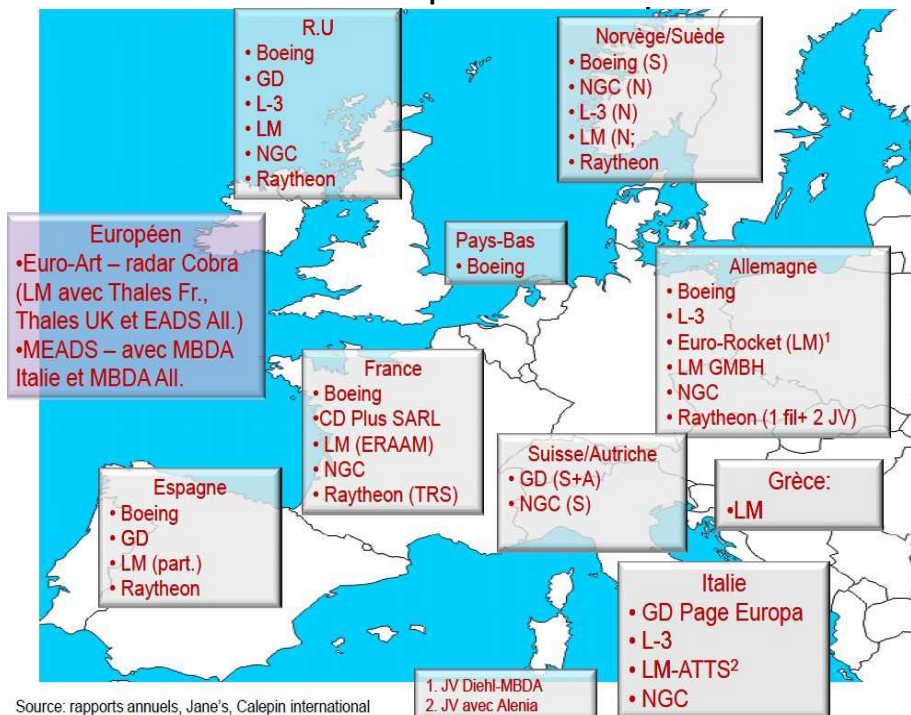 R.U
• Boeing
• GD
• L-3
• LM
• NGC
• Raytheon
Norvège/Suède
• Boeing (S)
• NGC (N)
• L-3 (N)
• LM (N;
• Raytheon
Européen
•Euro-Art – radar Cobra
(LM avec Thales Fr.,
Thales UK et EADS All.)
•MEADS – avec MBDA
Italie et MBDA All.
Pays-Bas
• Boeing
Allemagne
• Boeing
• L-3
• Euro-Rocket (LM)¹
• LM GMBH
• NGC
• Raytheon (1 fil+ 2 JV)
France
• Boeing
•CD Plus SARL
• LM (ERAAM)
• NGC
• Raytheon (TRS)
Suisse/Autriche
• GD (S+A)
• NGC (S)
Grèce:
•LM
Espagne
• Boeing
• GD
• LM (part.)
• Raytheon
Italie
• GD Page Europa
• L-3
• LM-ATTS²
• NGC
1. JV Diehl-MBDA
2. JV avec Alenia
Source: rapports annuels, Jane's, Calepin international